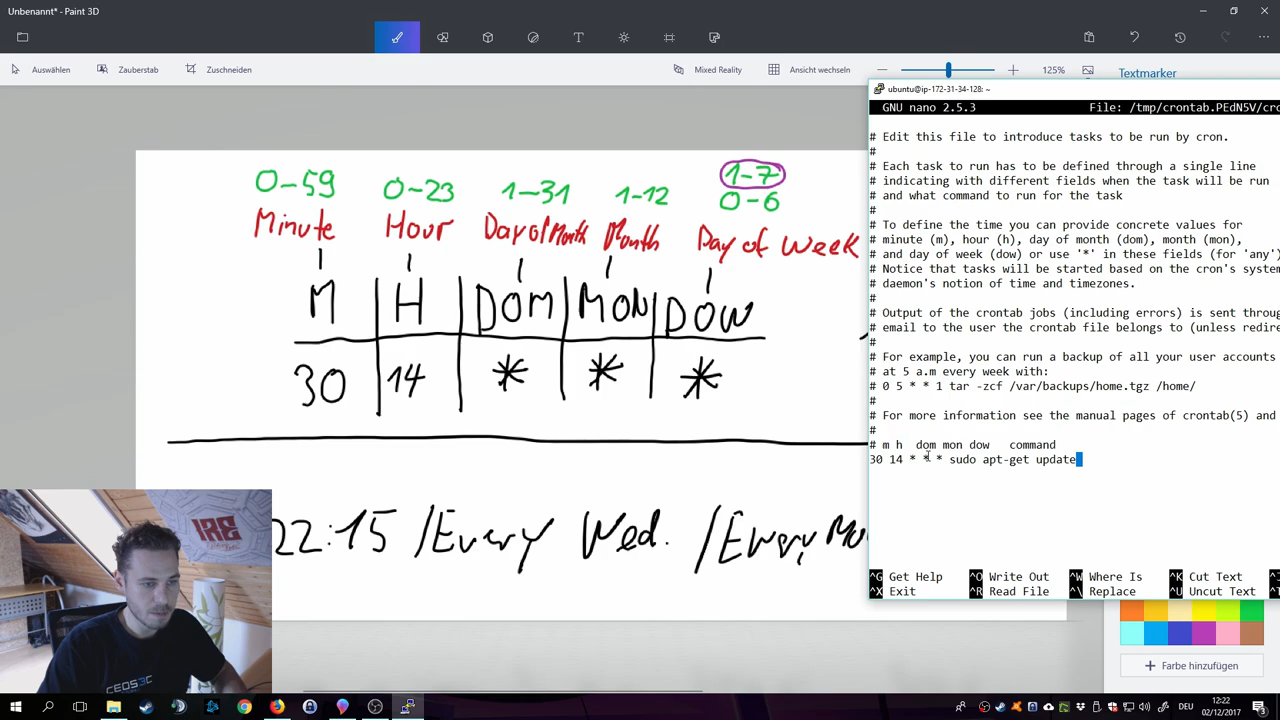 Unbenannt* - Paint 3D
Auswählen
Zauberstab
Zuschneiden
Mixed Reality
Ansicht wechseln
125%
Textmarker
0-59 0-23 1-31 1-12 1-7
0-6
Minute Hour Day of Month Month Day of Week
M H DOM MON DOW
30 14 * * *
22:15 /Every Wed. /Every Mo
ubuntu@ip-172-31-34-128: ~
GNU nano 2.5.3 File: /tmp/crontab.PEdN5V/cro
# Edit this file to introduce tasks to be run by cron.
#
# Each task to run has to be defined through a single line
# indicating with different fields when the task will be run
# and what command to run for the task
#
# To define the time you can provide concrete values for
# minute (m), hour (h), day of month (dom), month (mon),
# and day of week (dow) or use '*' in these fields (for 'any')
# Notice that tasks will be started based on the cron's system
# daemon's notion of time and timezones.
#
# Output of the crontab jobs (including errors) is sent through
# email to the user the crontab file belongs to (unless redire
#
# For example, you can run a backup of all your user accounts
# at 5 a.m every week with:
# 0 5 * * 1 tar -zcf /var/backups/home.tgz /home/
#
# For more information see the manual pages of crontab(5) and
#
# m h  dom mon dow   command
30 14 * * * sudo apt-get update
^G Get Help ^O Write Out ^W Where Is ^K Cut Text
^X Exit ^R Read File ^\ Replace ^U Uncut Text
Farbe hinzufügen
CEOS3C
DEU
12:22
02/12/2017